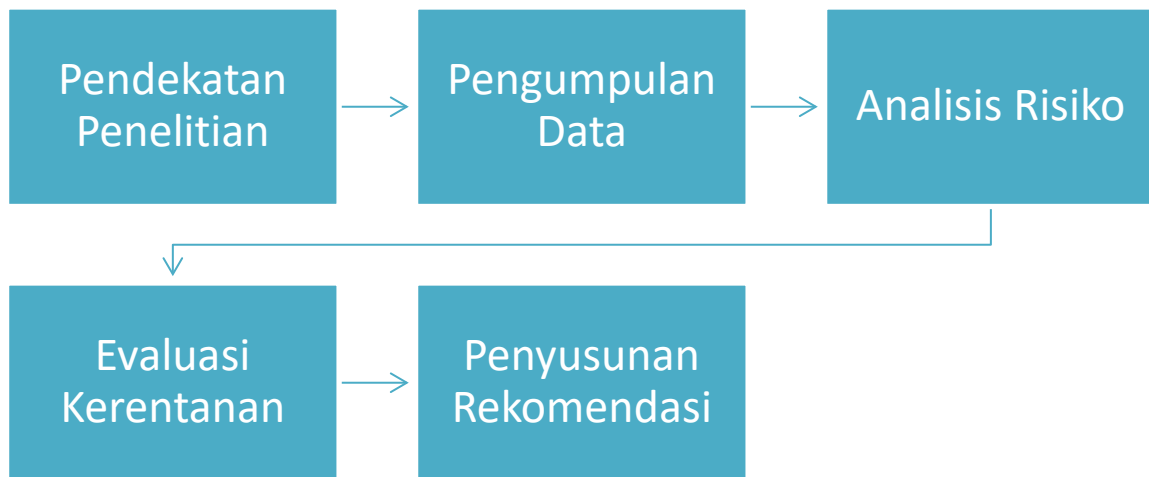 Pendekatan
Penelitian
Pengumpulan
Data
Analisis Risiko
Evaluasi
Kerentanan
Penyusunan
Rekomendasi